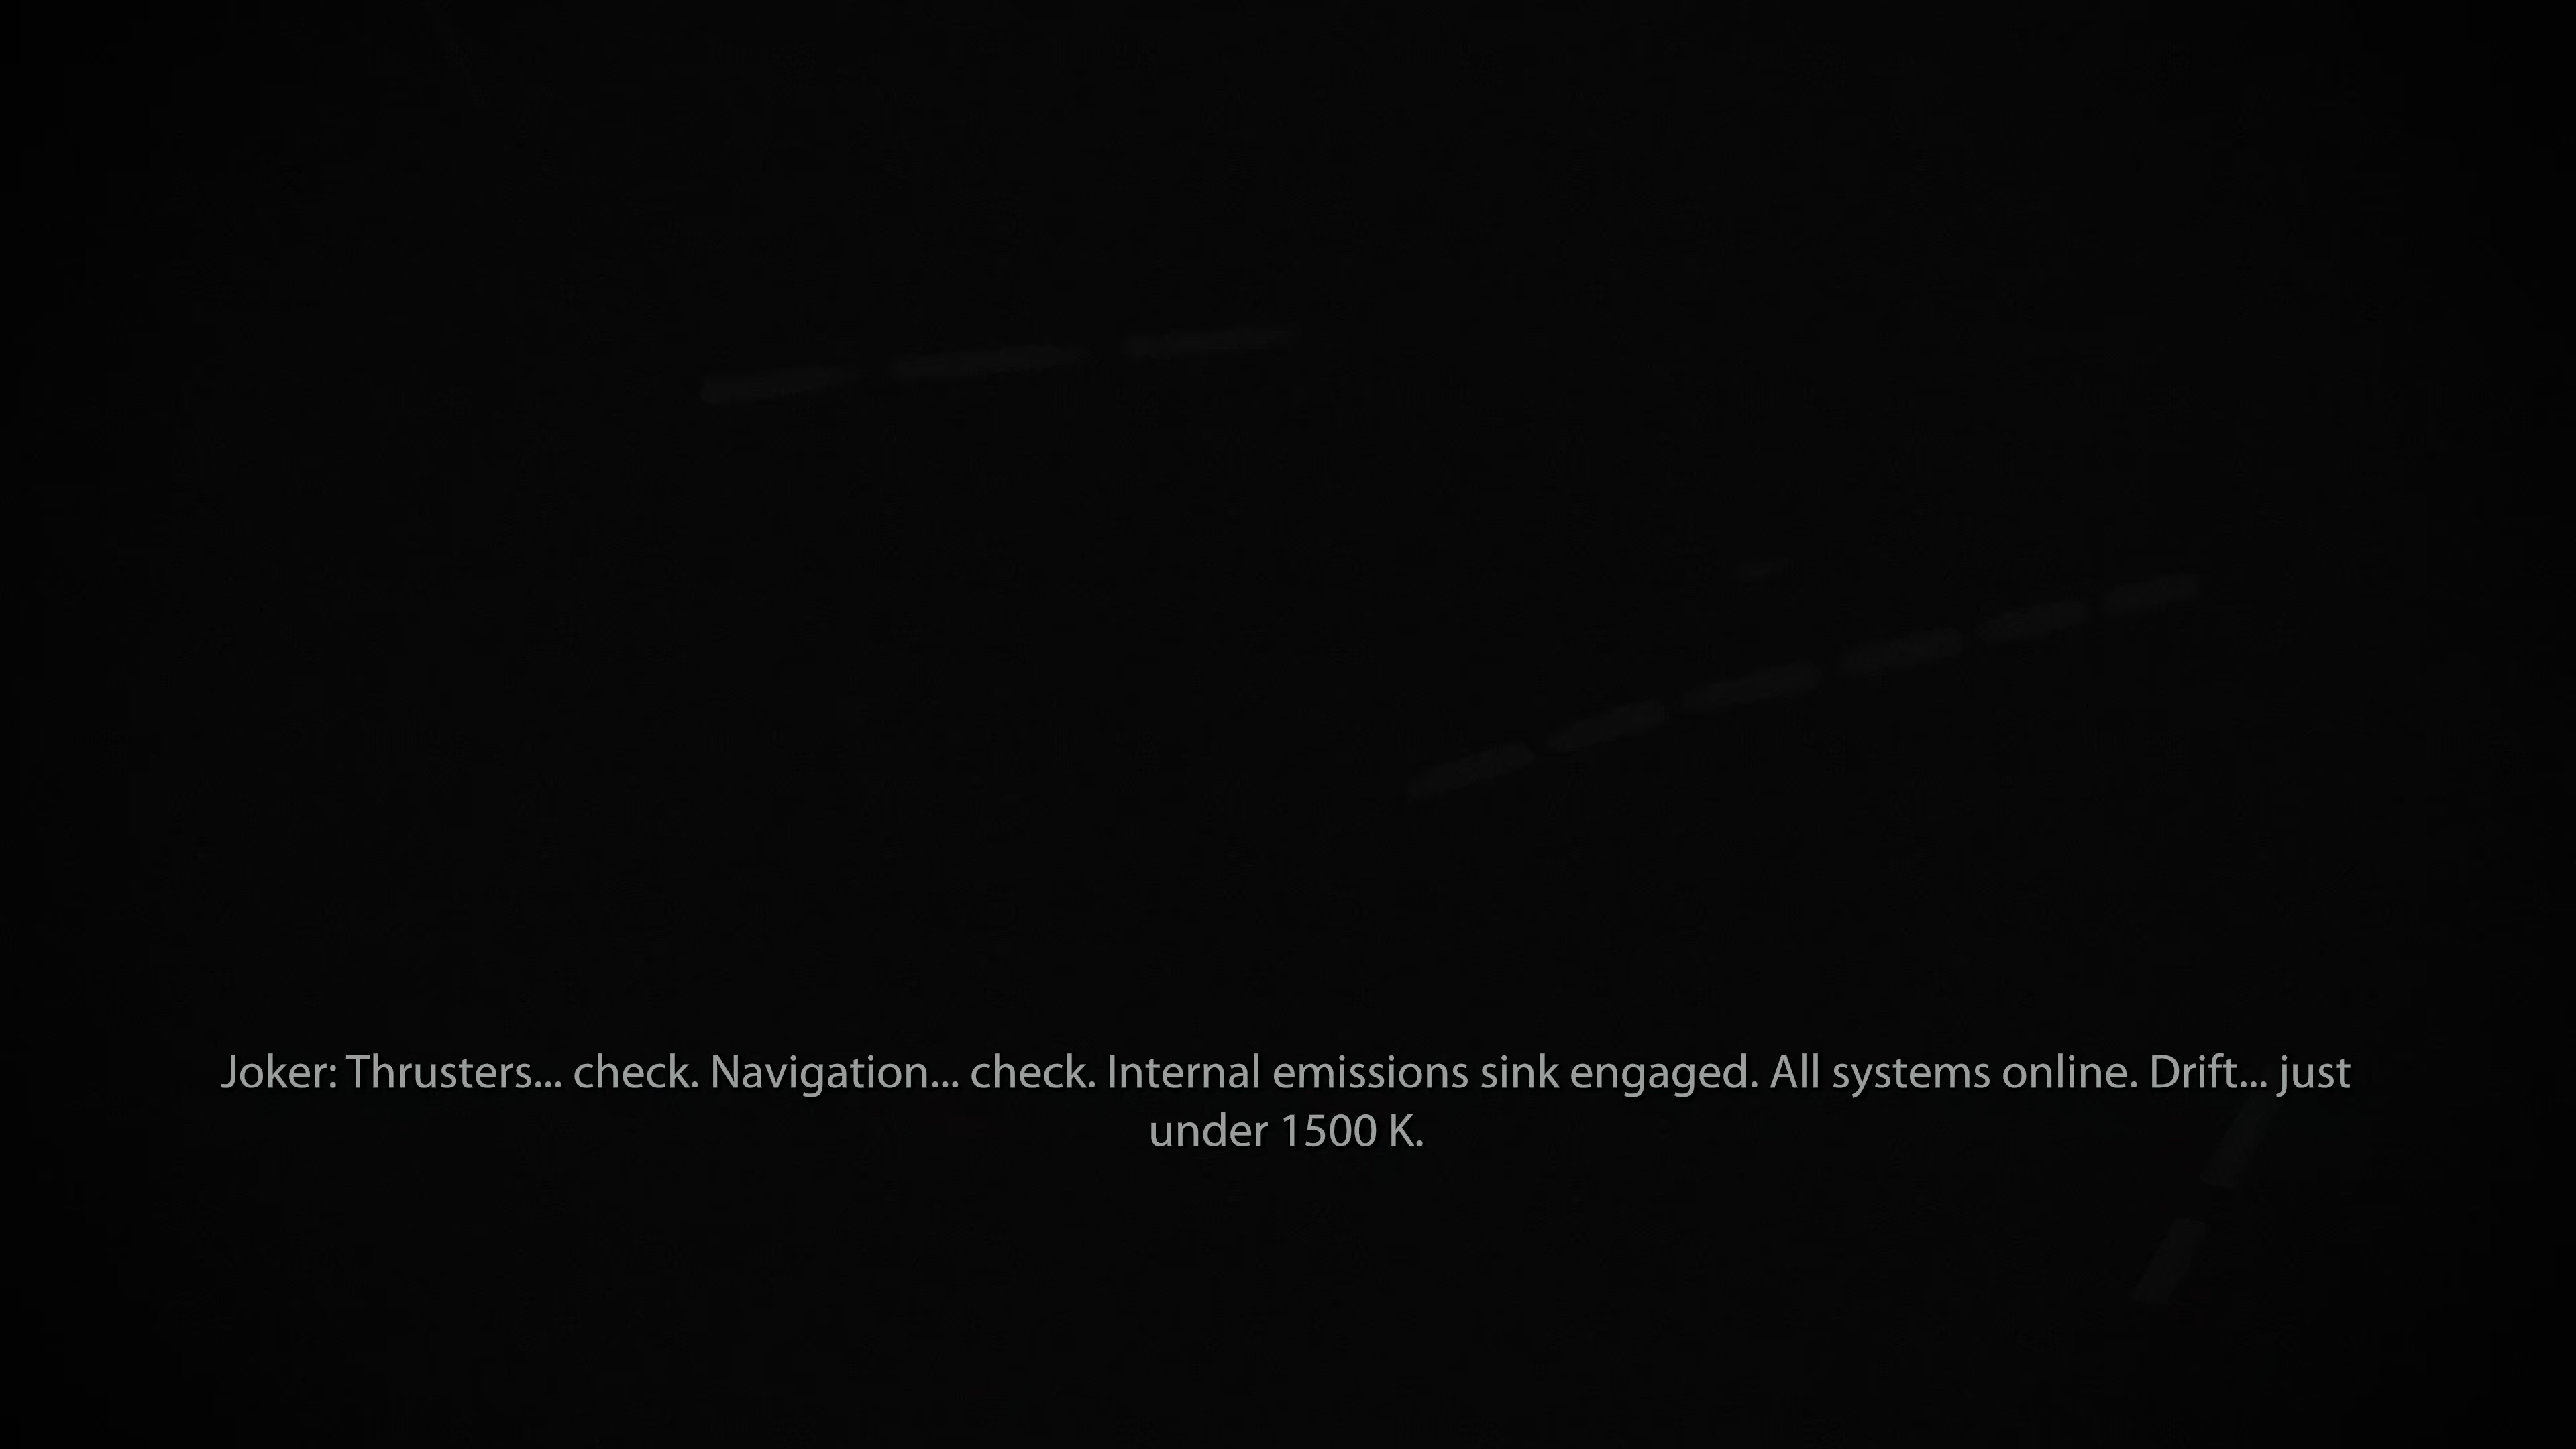 Joker: Thrusters... check. Navigation... check. Internal emissions sink engaged. All systems online. Drift... just
under 1500 K.